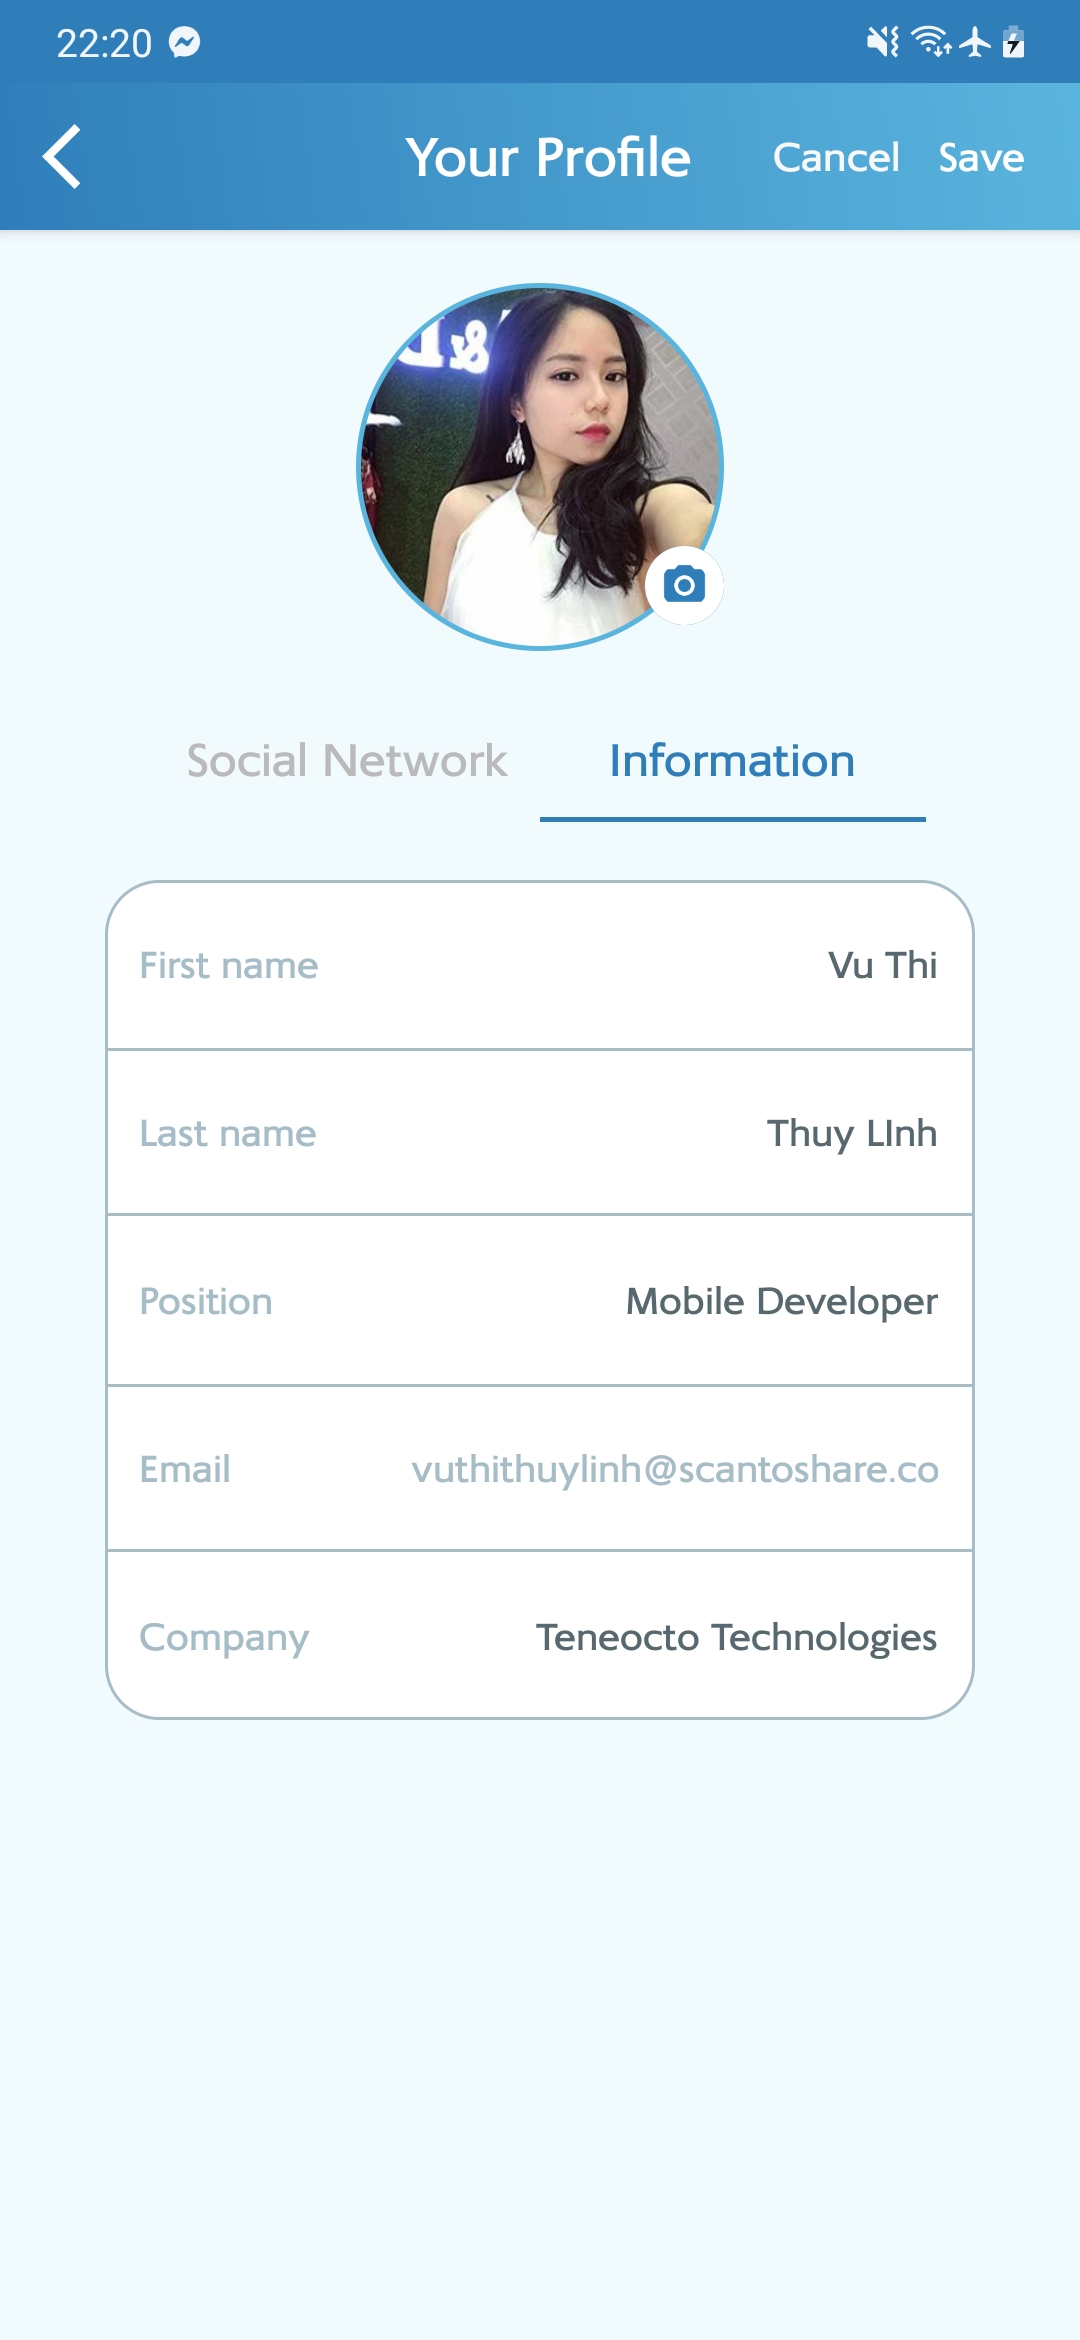 22:20
Your Profile Cancel Save
Social Network Information
First name Vu Thi
Last name Thuy LInh
Position Mobile Developer
Email vuthithuylinh@scantoshare.co
Company Teneocto Technologies